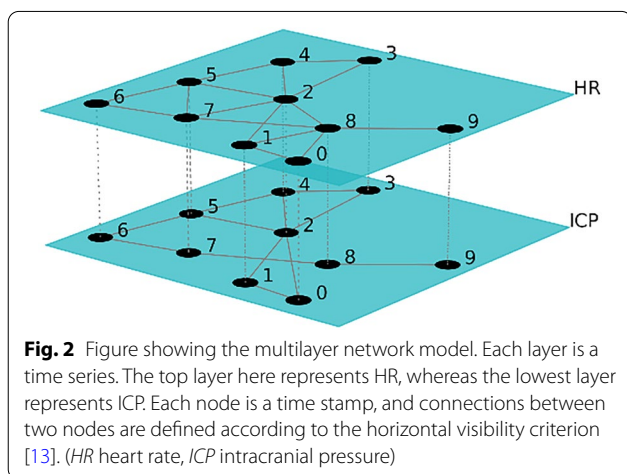 4
3
5
HR
6
2
7
8
9
1
0
4
3
5
ICP
6
2
7
8
9
1
0
Fig. 2 Figure showing the multilayer network model. Each layer is a
time series. The top layer here represents HR, whereas the lowest layer
represents ICP. Each node is a time stamp, and connections between
two nodes are defined according to the horizontal visibility criterion
[13]. (HR heart rate, ICP intracranial pressure)